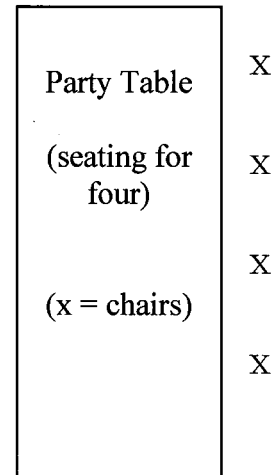 Party Table
(seating for
four)
(x = chairs)
X
X
X
X